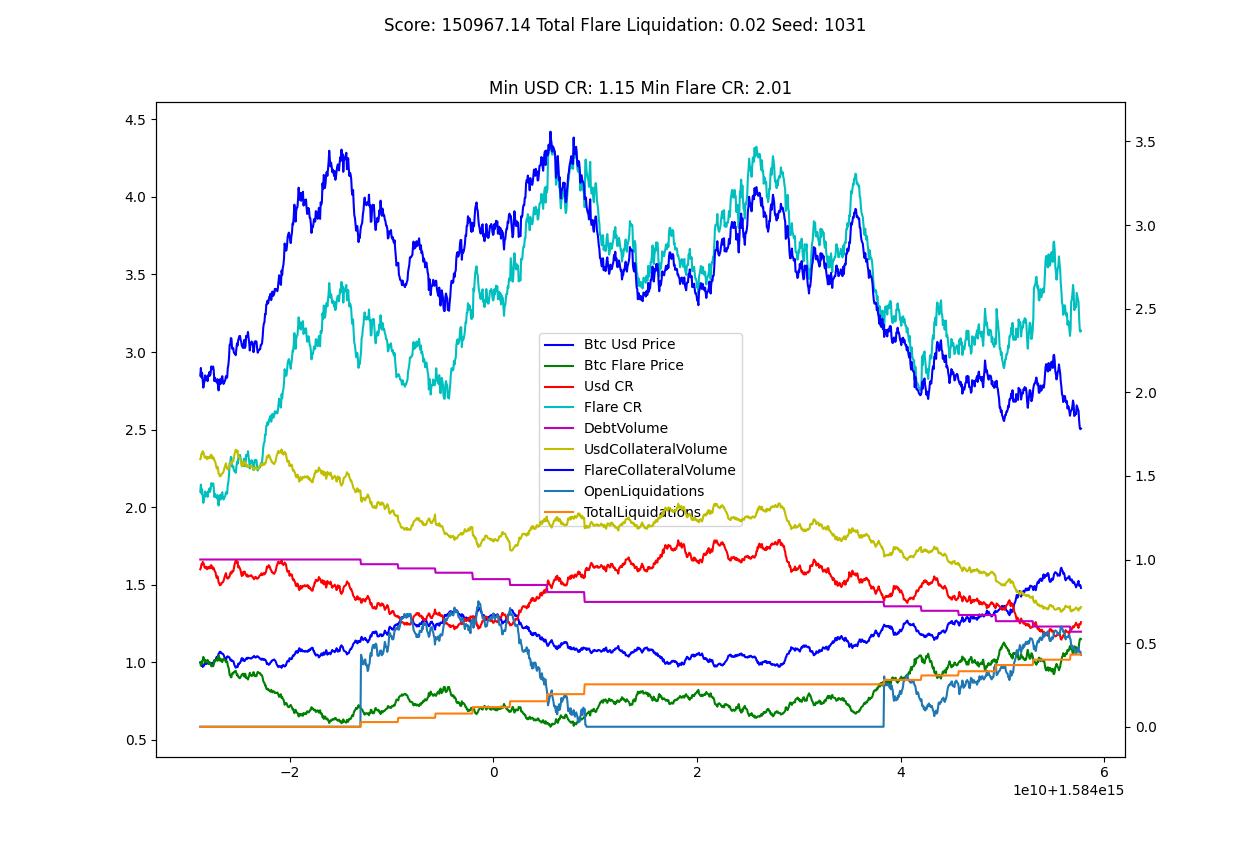 Score: 150967.14 Total Flare Liquidation: 0.02 Seed: 1031
Min USD CR: 1.15 Min Flare CR: 2.01
4.5
4.0
3.5
3.0
2.5
2.0
1.5
1.0
0.5
3.5
3.0
2.5
2.0
1.5
1.0
0.5
0.0
Btc Usd Price
Btc Flare Price
Usd CR
Flare CR
DebtVolume
UsdCollateralVolume
FlareCollateralVolume
OpenLiquidations
TotalLiquidations
−2 0 2 4 6
1e10+1.584e15